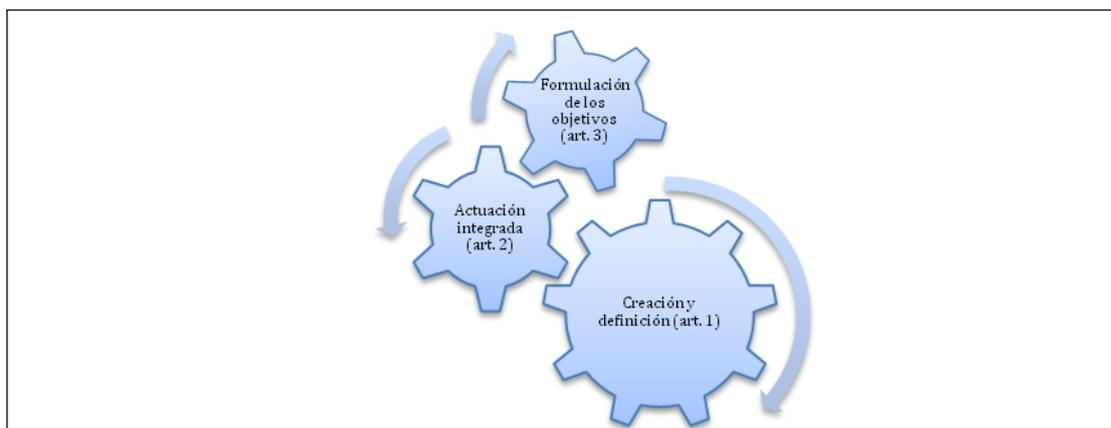 Formulación
de los
objetivos
(art. 3)
Actuación
integrada
(art. 2)
Creación y
definición (art. 1)